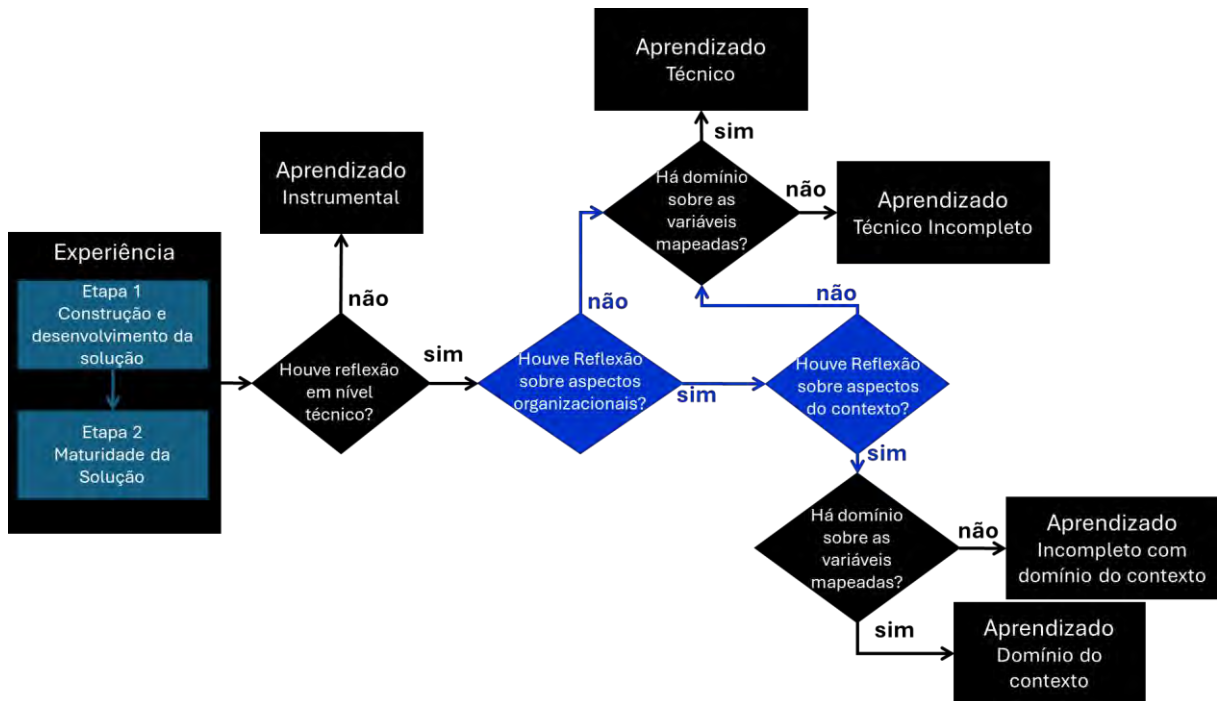 Experiência
Etapa 1
Construção e
desenvolvimento da
solução
Etapa 2
Maturidade da
Solução
Aprendizado
Instrumental
não
Houve reflexão
em nível
técnico?
sim
Houve Reflexão
sobre aspectos
organizacionais?
não
sim
Aprendizado
Técnico
sim
Há domínio
sobre as
variáveis
mapeadas?
não
Aprendizado
Técnico Incompleto
não
Houve Reflexão
sobre aspectos
do contexto?
sim
Há domínio
sobre as
variáveis
mapeadas?
não
Aprendizado
Incompleto com
domínio do contexto
sim
Aprendizado
Domínio do
contexto